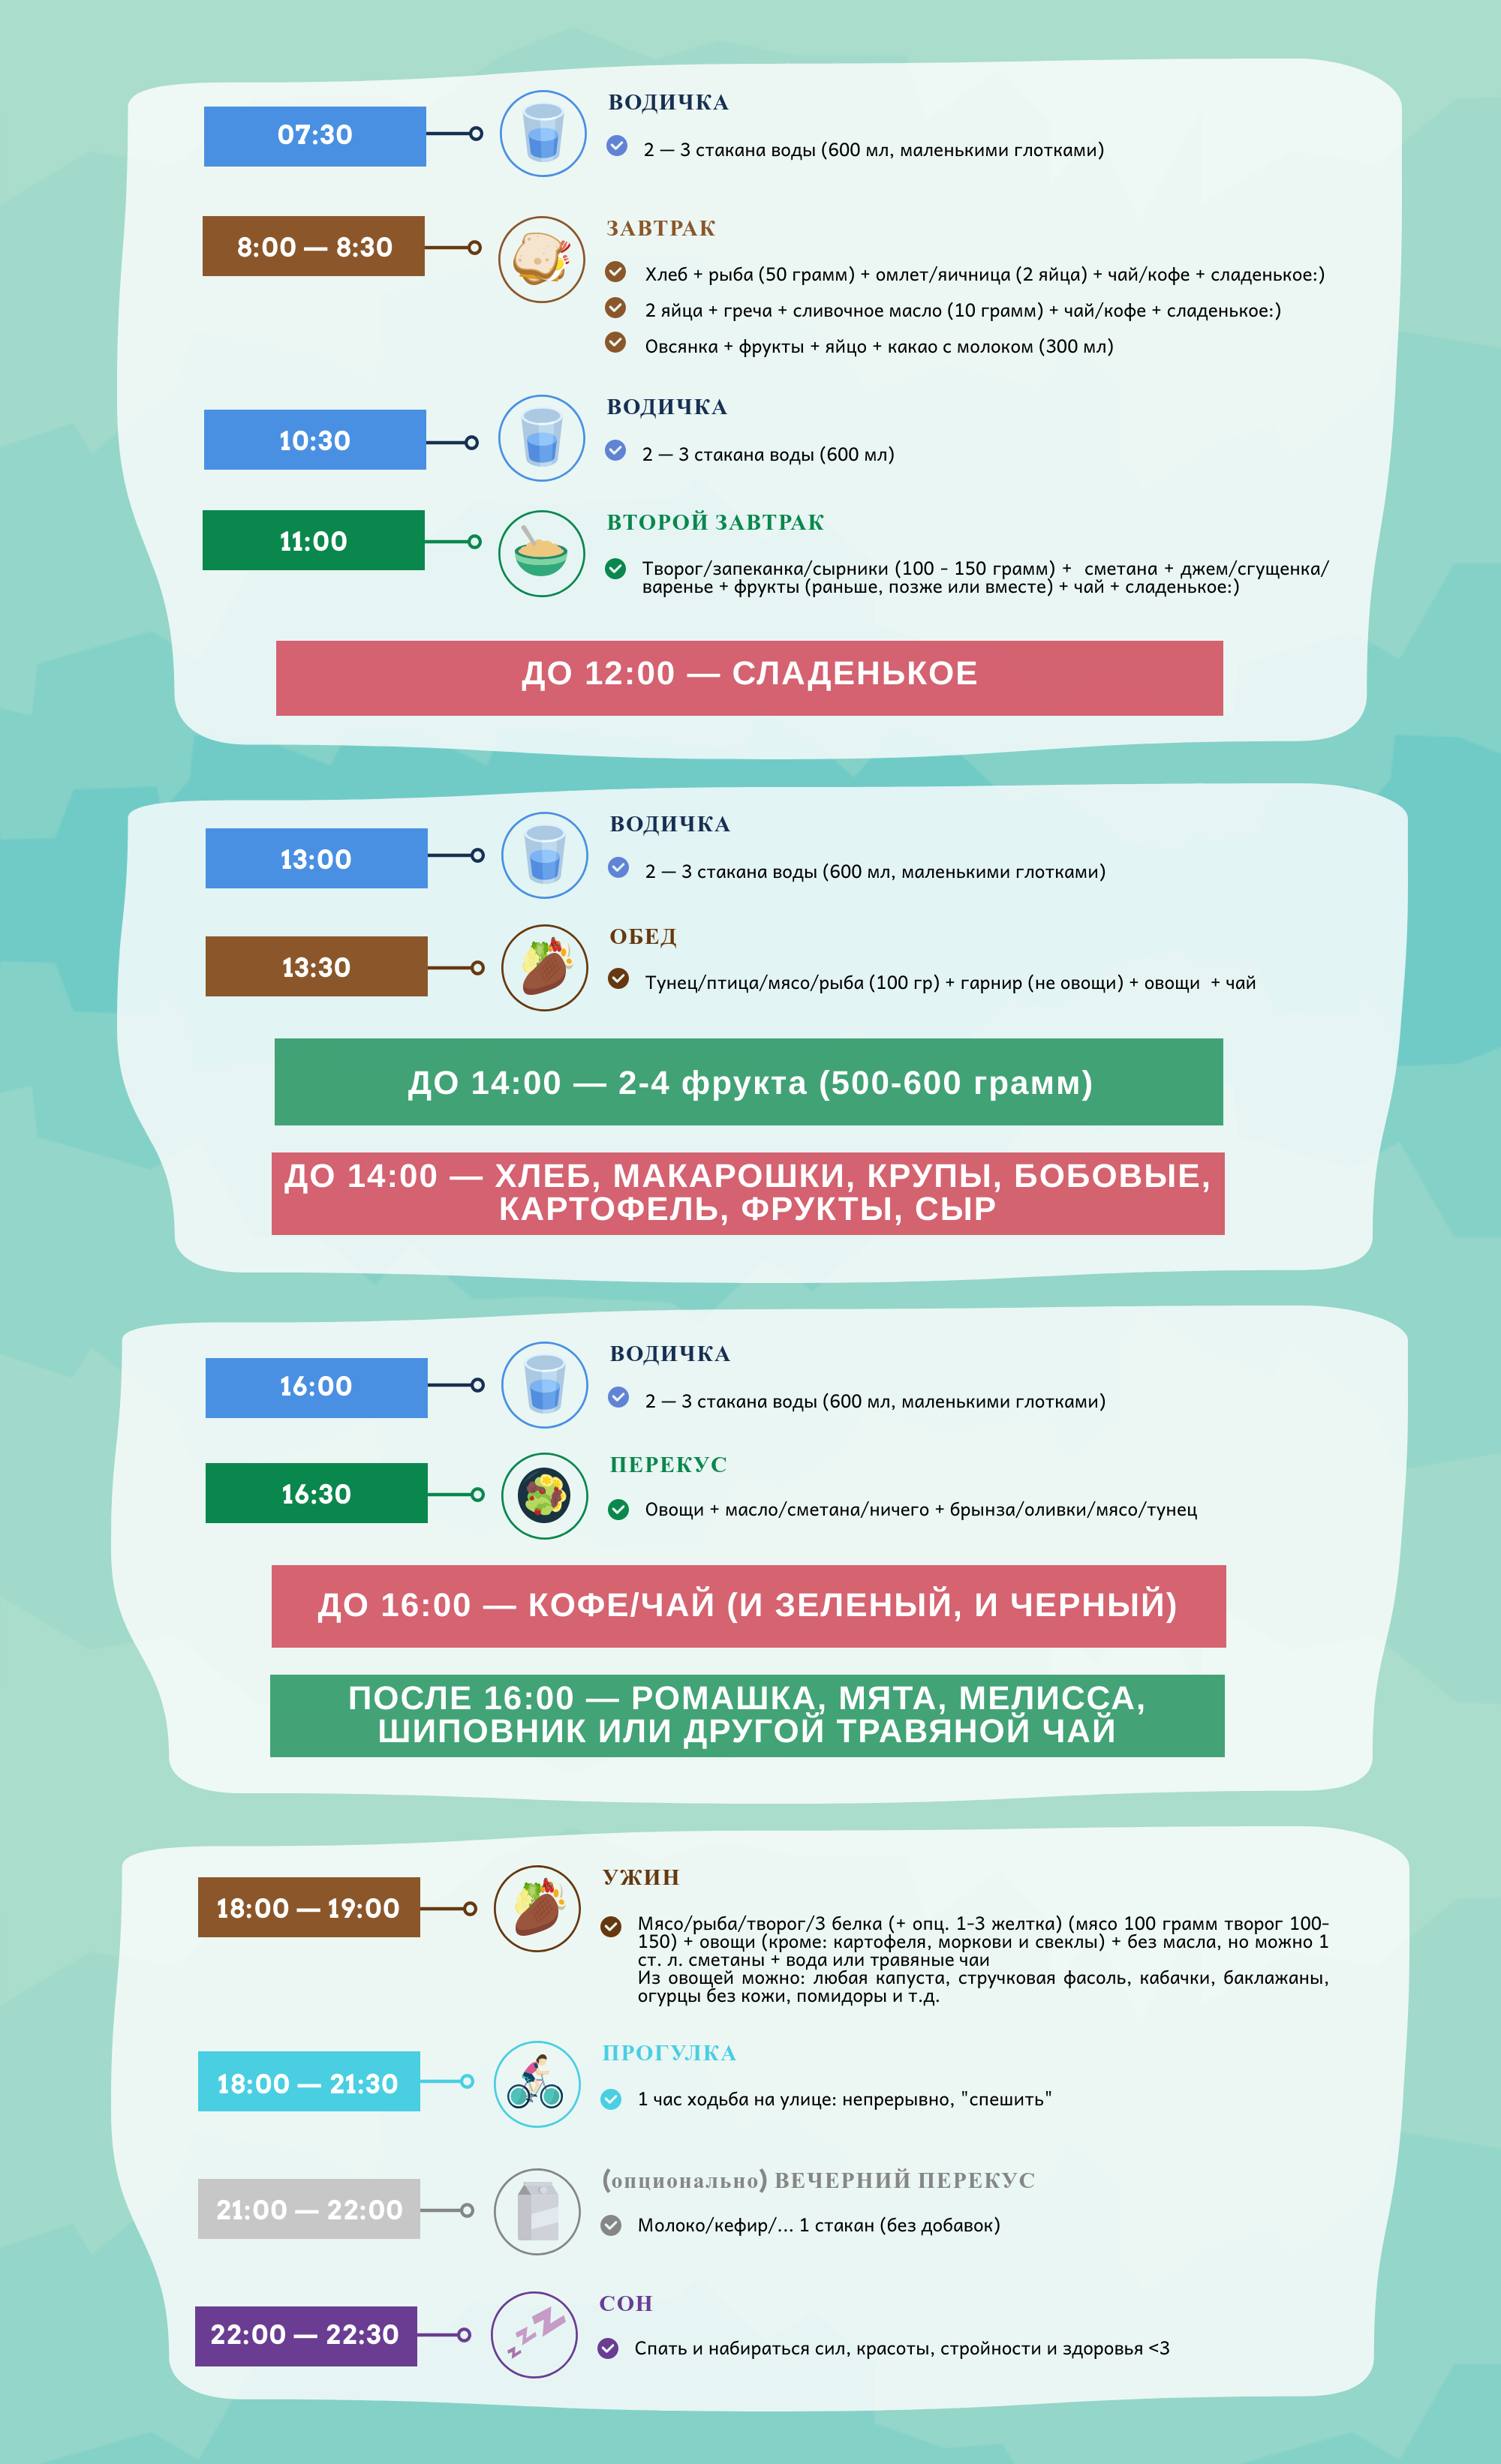 07:30
ВОДИЧКА
2 — 3 стакана воды (600 мл, маленькими глотками)
8:00 — 8:30
ЗАВТРАК
Хлеб + рыба (50 грамм) + омлет/яичница (2 яйца) + чай/кофе + сладенькое:)
2 яйца + греча + сливочное масло (10 грамм) + чай/кофе + сладенькое:)
Овсянка + фрукты + яйцо + какао с молоком (300 мл)
10:30
ВОДИЧКА
2 — 3 стакана воды (600 мл)
11:00
ВТОРОЙ ЗАВТРАК
Творог/запеканка/сырники (100 - 150 грамм) + сметана + джем/сгущенка/
варенье + фрукты (раньше, позже или вместе) + чай + сладенькое:)
ДО 12:00 — СЛАДЕНЬКОЕ
13:00
ВОДИЧКА
2 — 3 стакана воды (600 мл, маленькими глотками)
13:30
ОБЕД
Тунец/птица/мясо/рыба (100 гр) + гарнир (не овощи) + овощи + чай
ДО 14:00 — 2-4 фрукта (500-600 грамм)
ДО 14:00 — ХЛЕБ, МАКАРОШКИ, КРУПЫ, БОБОВЫЕ,
КАРТОФЕЛЬ, ФРУКТЫ, СЫР
16:00
ВОДИЧКА
2 — 3 стакана воды (600 мл, маленькими глотками)
16:30
ПЕРЕКУС
Овощи + масло/сметана/ничего + брынза/оливки/мясо/тунец
ДО 16:00 — КОФЕ/ЧАЙ (И ЗЕЛЕНЫЙ, И ЧЕРНЫЙ)
ПОСЛЕ 16:00 — РОМАШКА, МЯТА, МЕЛИССА,
ШИПОВНИК ИЛИ ДРУГОЙ ТРАВЯНОЙ ЧАЙ
18:00 — 19:00
УЖИН
Мясо/рыба/творог/3 белка (+ опц. 1-3 желтка) (мясо 100 грамм творог 100-
150) + овощи (кроме: картофеля, моркови и свеклы) + без масла, но можно 1
ст. л. сметаны + вода или травяные чаи
Из овощей можно: любая капуста, стручковая фасоль, кабачки, баклажаны,
огурцы без кожи, помидоры и т.д.
18:00 — 21:30
ПРОГУЛКА
1 час ходьба на улице: непрерывно, "спешить"
21:00 — 22:00
(опционально) ВЕЧЕРНИЙ ПЕРЕКУС
Молоко/кефир/... 1 стакан (без добавок)
22:00 — 22:30
СОН
Спать и набираться сил, красоты, стройности и здоровья <3